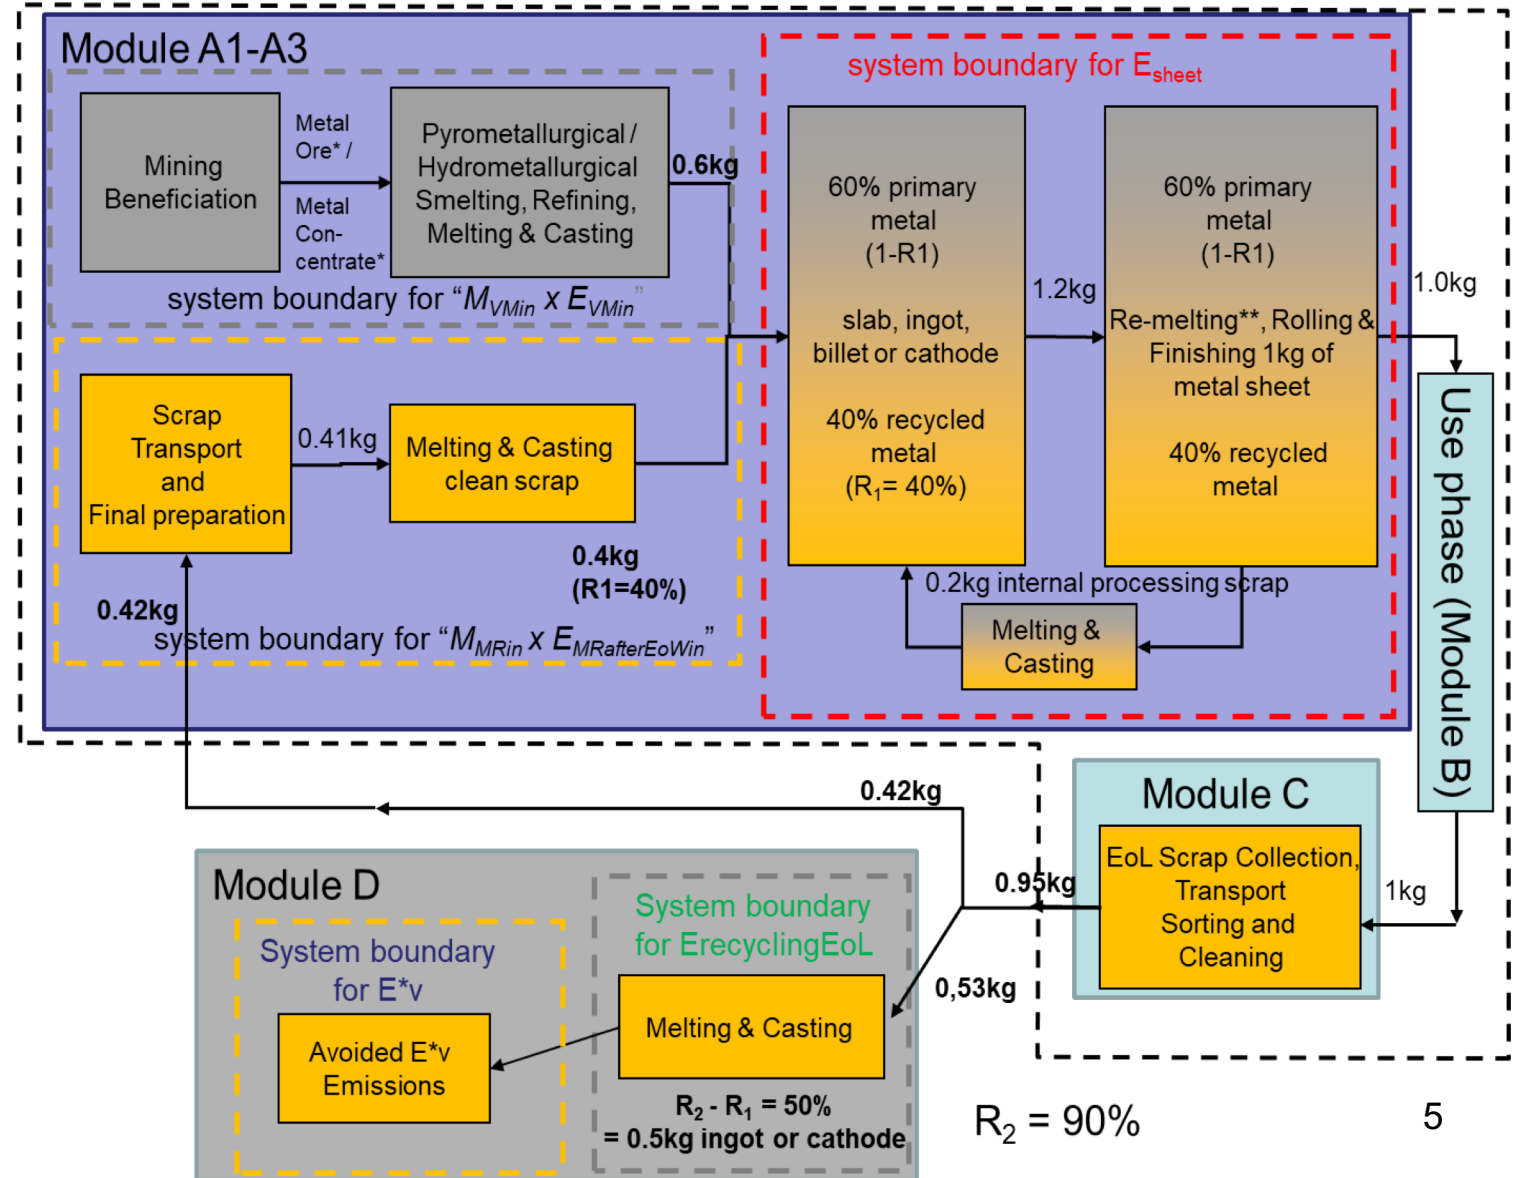 Module A1-A3
Mining
Beneficiation
Metal
Ore* /
Metal
Con-
centrate*
Pyrometallurgical /
Hydrometallurgical
Smelting, Refining,
Melting & Casting
0.6kg
system boundary for “M_VMin x E_VMin”
Scrap
Transport
and
Final preparation
0.41kg
Melting & Casting
clean scrap
0.4kg
(R1=40%)
0.42kg
system boundary for “M_MRin x E_MRafterEoWin”
system boundary for E_sheet
60% primary
metal
(1-R1)
slab, ingot,
billet or cathode
40% recycled
metal
(R₁= 40%)
1.2kg
60% primary
metal
(1-R1)
Re-melting**, Rolling &
Finishing 1kg of
metal sheet
40% recycled
metal
0.2kg internal processing scrap
Melting &
Casting
1.0kg
Use phase (Module B)
1kg
Module C
EoL Scrap Collection,
Transport
Sorting and
Cleaning
0.95kg
0.42kg
0,53kg
Module D
System boundary
for ErecyclingEoL
Melting & Casting
R₂ - R₁ = 50%
= 0.5kg ingot or cathode
System boundary
for E*v
Avoided E*v
Emissions
R₂ = 90%
5